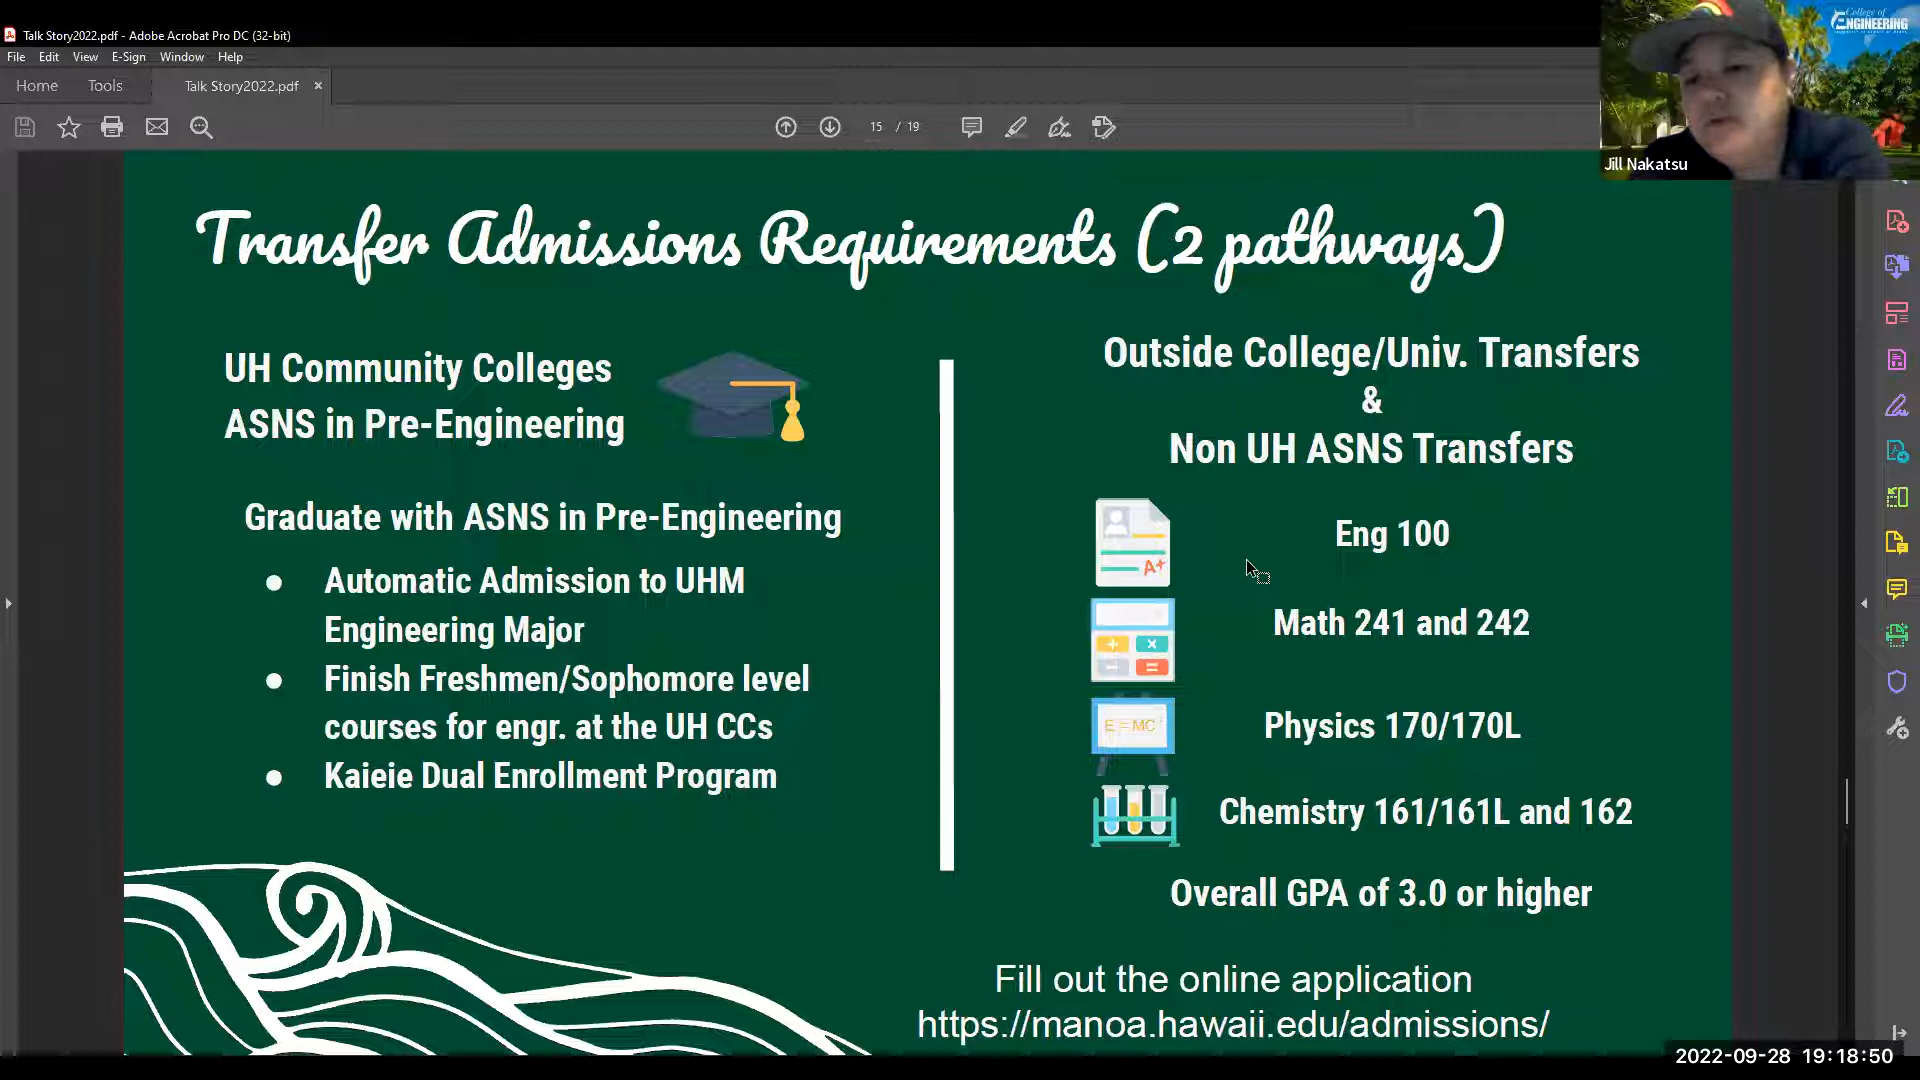 Talk Story2022.pdf - Adobe Acrobat Pro DC (32-bit)
File Edit View E-Sign Window Help
Home Tools Talk Story2022.pdf ×
15 / 19
College of
ENGINEERING
Jill Nakatsu
Transfer Admissions Requirements (2 pathways)
UH Community Colleges
ASNS in Pre-Engineering
Graduate with ASNS in Pre-Engineering
● Automatic Admission to UHM
Engineering Major
● Finish Freshmen/Sophomore level
courses for engr. at the UH CCs
● Kaieie Dual Enrollment Program
Outside College/Univ. Transfers
&
Non UH ASNS Transfers
A+
Eng 100
Math 241 and 242
E=MC
Physics 170/170L
Chemistry 161/161L and 162
Overall GPA of 3.0 or higher
Fill out the online application
https://manoa.hawaii.edu/admissions/
2022-09-28 19:18:50